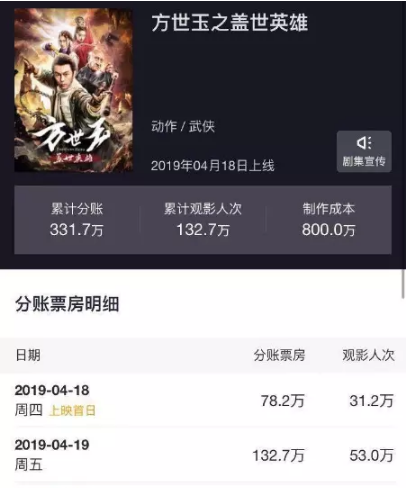 方世玉之盖世英雄
方世玉
盖世英雄
动作 / 武侠
2019年04月18日上线
剧集宣传
累计分账 累计观影人次 制作成本
331.7万 132.7万 800.0万
分账票房明细
日期 分账票房 观影人次
2019-04-18
周四 上映首日 78.2万 31.2万
2019-04-19
周五 132.7万 53.0万